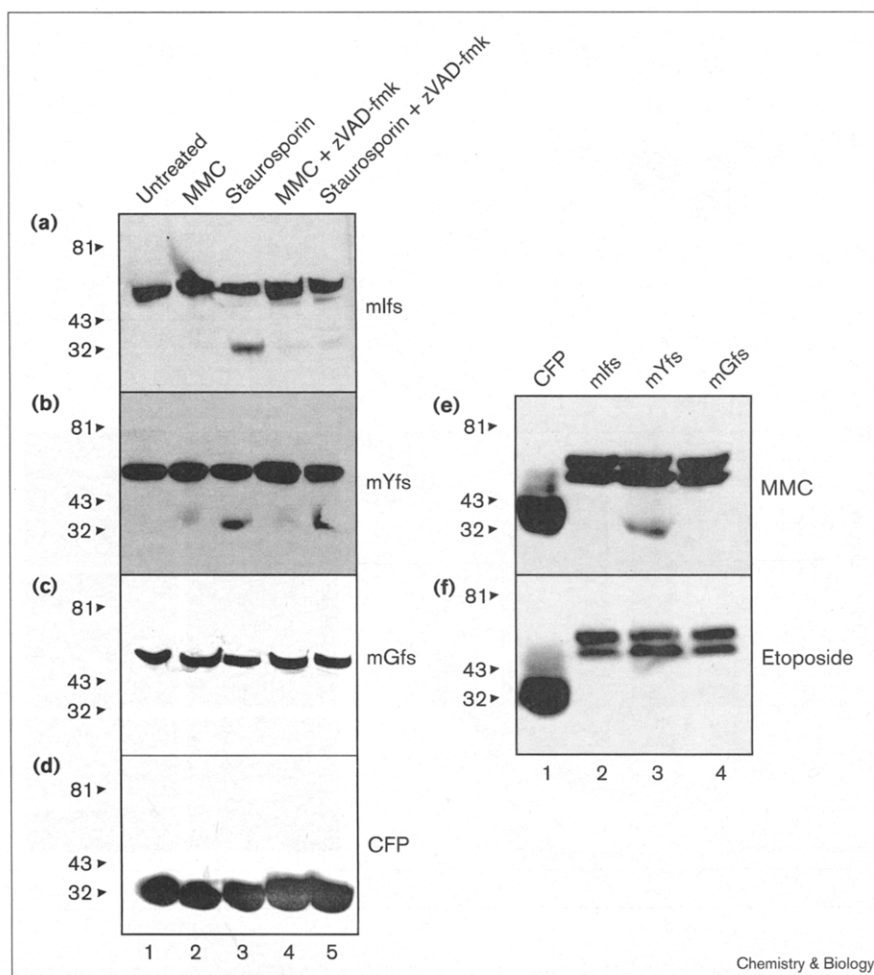 Untreated
MMC
Staurosporin
MMC + zVAD-fmk
Staurosporin + zVAD-fmk
(a)
81
43
32
mIfs
(b)
81
43
32
mYfs
(c)
81
43
32
mGfs
(d)
81
43
32
CFP
1 2 3 4 5
CFP mIfs mYfs mGfs
(e)
81
43
32
MMC
(f)
81
43
32
Etoposide
1 2 3 4
Chemistry & Biology